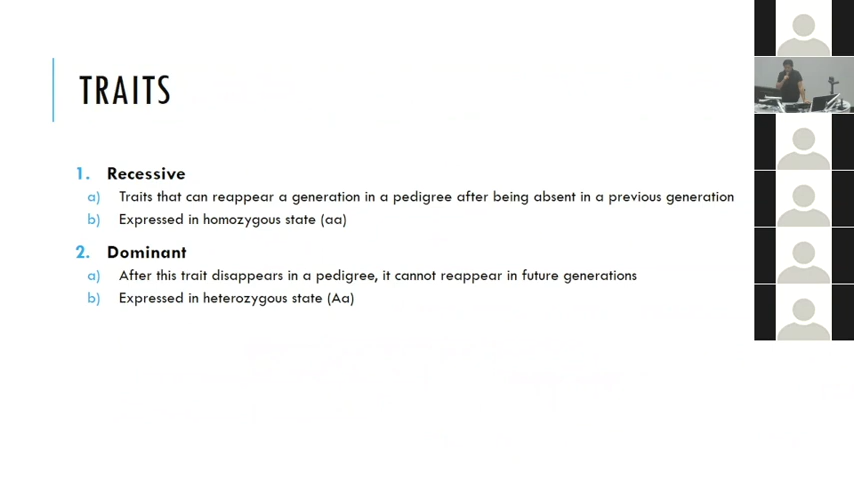 TRAITS
1. Recessive
a) Traits that can reappear a generation in a pedigree after being absent in a previous generation
b) Expressed in homozygous state (aa)
2. Dominant
a) After this trait disappears in a pedigree, it cannot reappear in future generations
b) Expressed in heterozygous state (Aa)